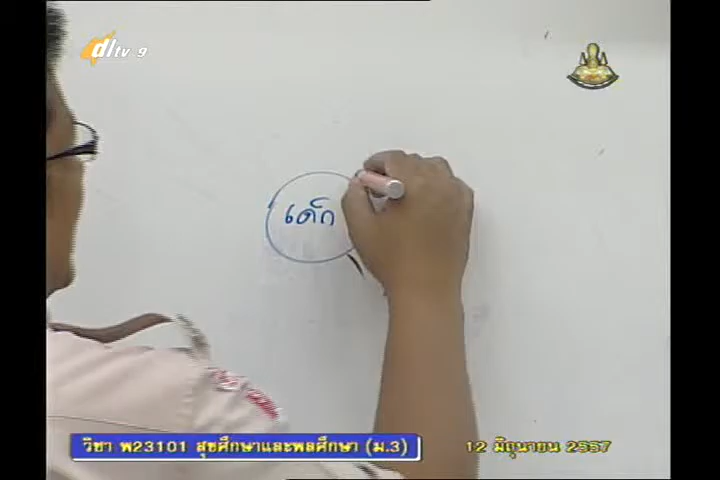 dltv 9
เด็ก
วิชา พ23101 สุขศึกษาและพลศึกษา (ม.3)
12 มิถุนายน 2557